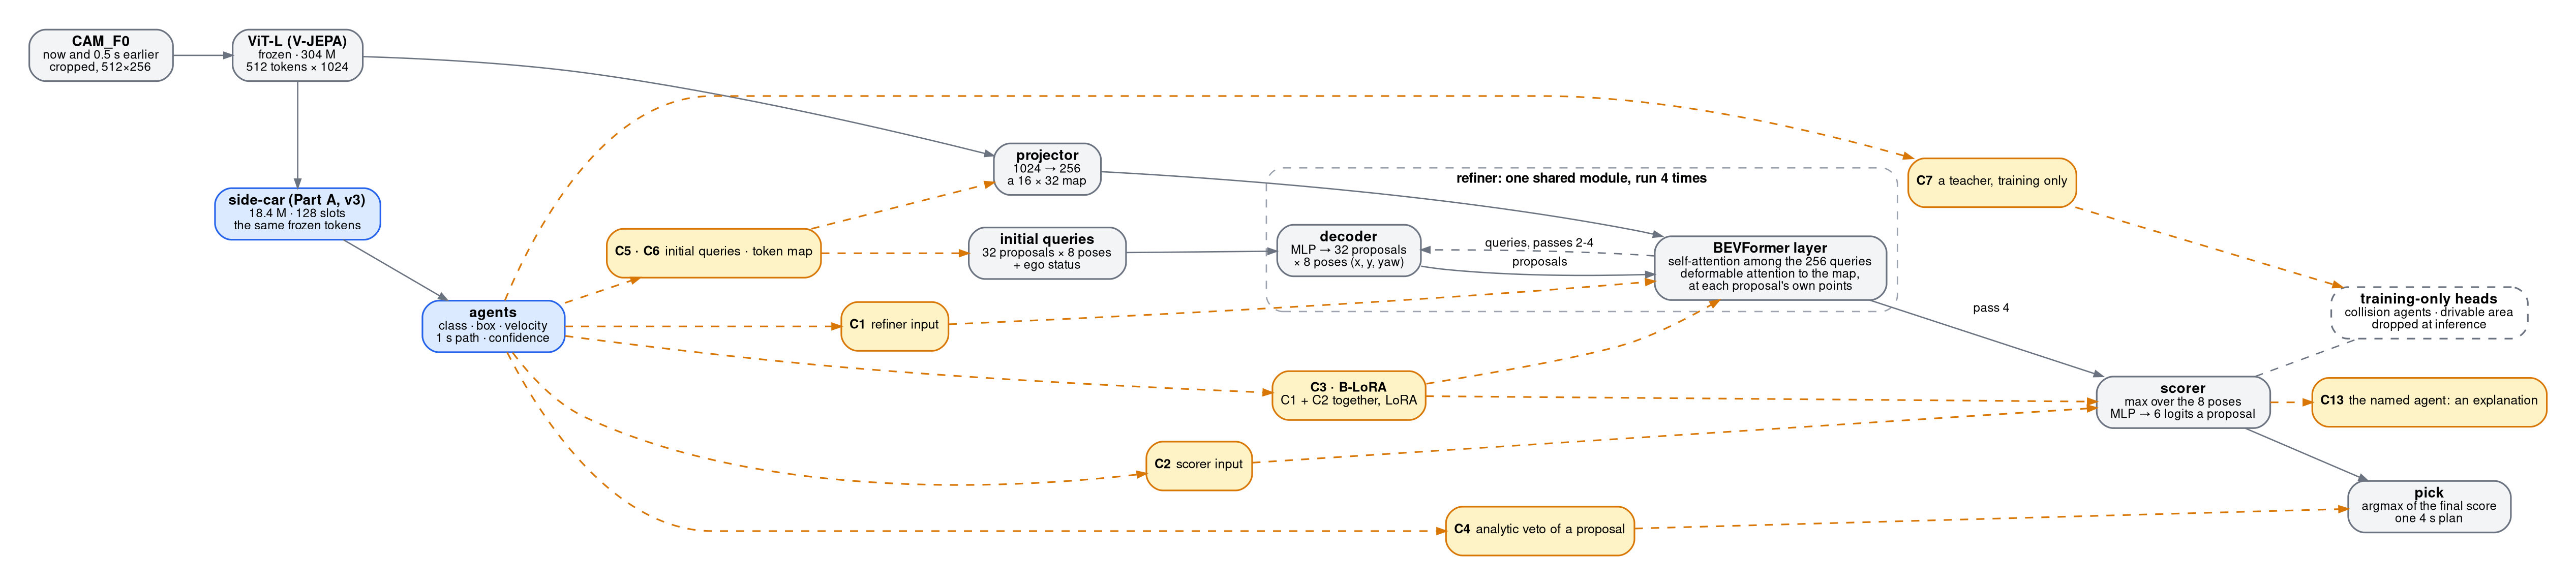 CAM_F0
now and 0.5 s earlier
cropped, 512×256
ViT-L (V-JEPA)
frozen · 304 M
512 tokens × 1024
side-car (Part A, v3)
18.4 M · 128 slots
the same frozen tokens
agents
class · box · velocity
1 s path · confidence
C5 · C6 initial queries · token map
C1 refiner input
projector
1024 → 256
a 16 × 32 map
initial queries
32 proposals × 8 poses
+ ego status
refiner: one shared module, run 4 times
decoder
MLP → 32 proposals
× 8 poses (x, y, yaw)
queries, passes 2-4
proposals
BEVFormer layer
self-attention among the 256 queries
deformable attention to the map,
at each proposal's own points
C3 · B-LoRA
C1 + C2 together, LoRA
C2 scorer input
C4 analytic veto of a proposal
C7 a teacher, training only
pass 4
training-only heads
collision agents · drivable area
dropped at inference
scorer
max over the 8 poses
MLP → 6 logits a proposal
C13 the named agent: an explanation
pick
argmax of the final score
one 4 s plan